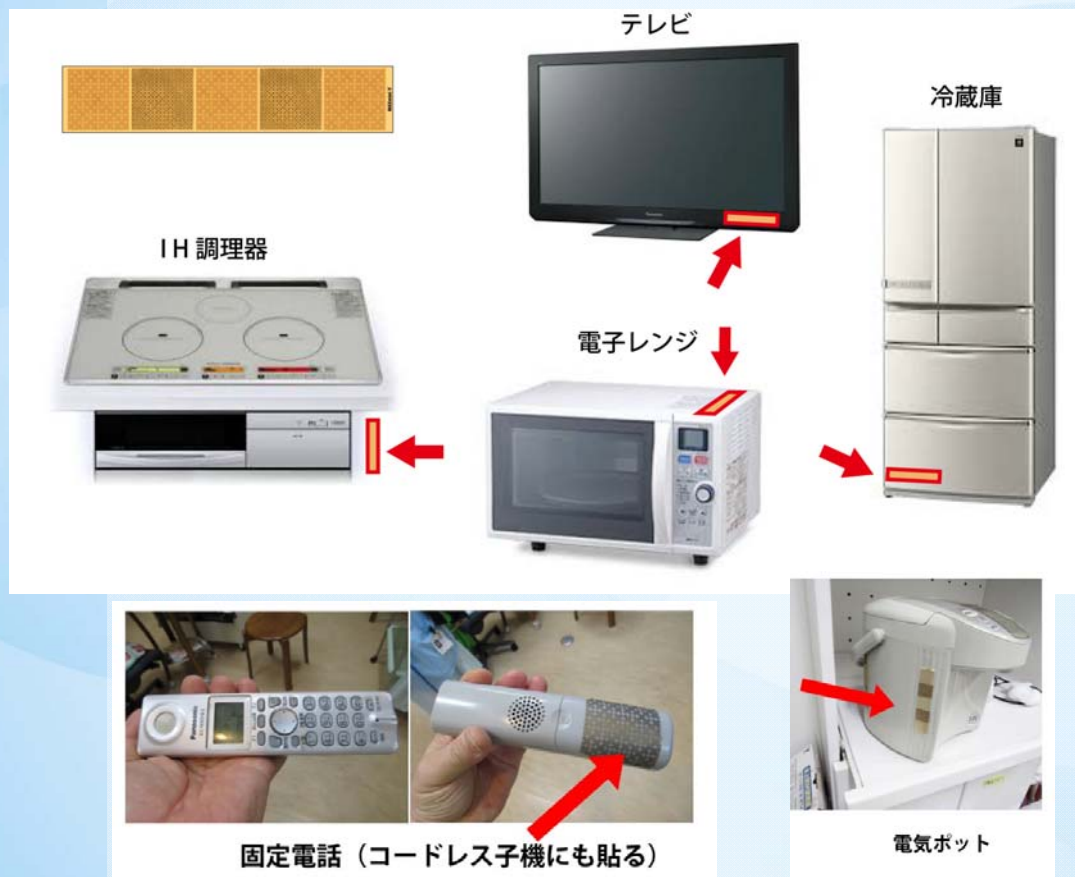 テレビ
冷蔵庫
IH 調理器
電子レンジ
Panasonic
固定電話（コードレス子機にも貼る）
電気ポット